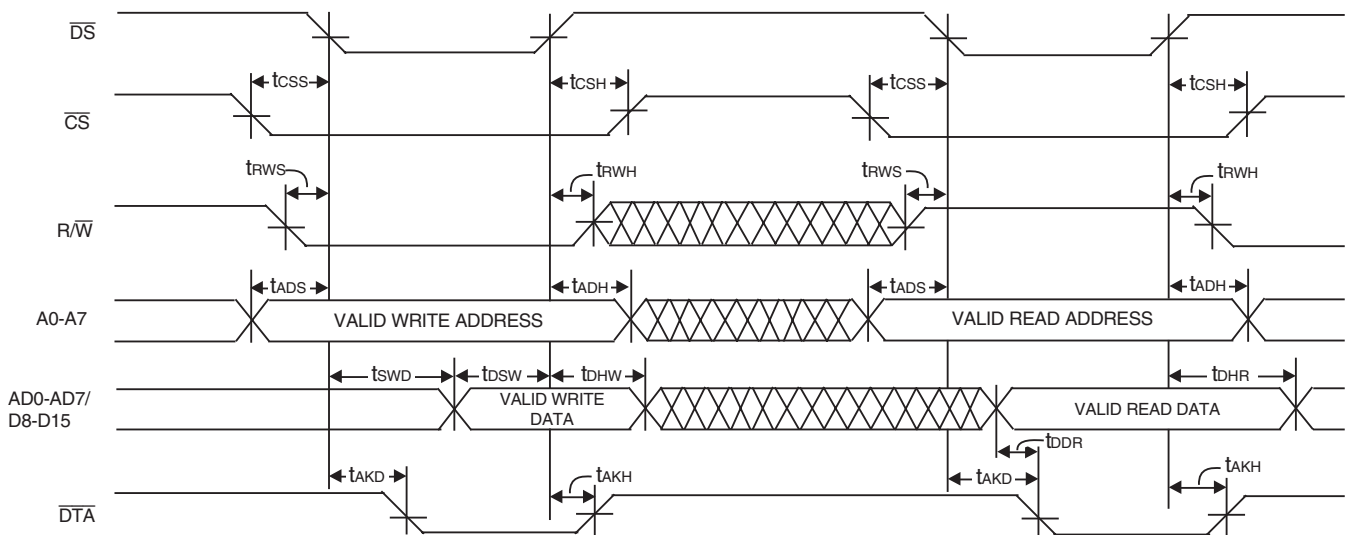 DS
tCSS tCSH tCSS tCSH
CS
tRWS tRWH tRWS tRWH
R/W
tADS tADH tADS tADH
A0-A7 VALID WRITE ADDRESS VALID READ ADDRESS
tSWD tDSW tDHW tDHR
AD0-AD7/
D8-D15
VALID WRITE
DATA
VALID READ DATA
tDDR
tAKD tAKH tAKD tAKH
DTA